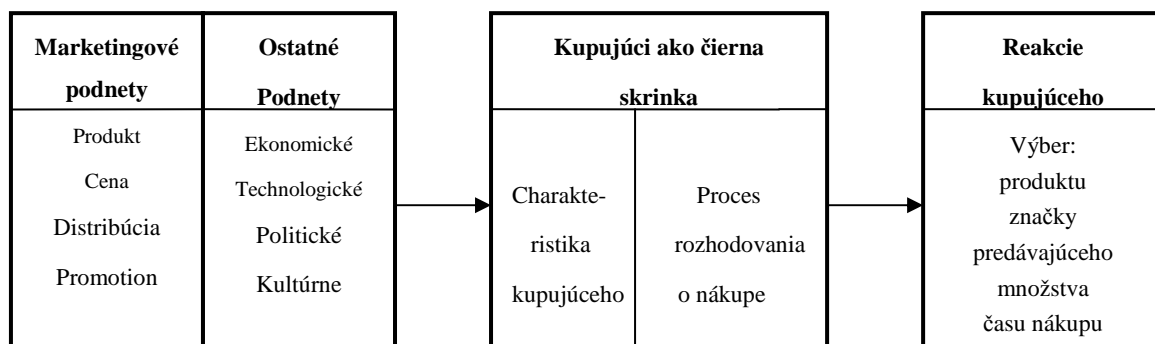 Marketingové
podnety
Produkt
Cena
Distribúcia
Promotion
Ostatné
Podnety
Ekonomické
Technologické
Politické
Kultúrne
Kupujúci ako čierna
skrinka
Charakte-
ristika
kupujúceho
Proces
rozhodovania
o nákupe
Reakcie
kupujúceho
Výber:
produktu
značky
predávajúceho
množstva
času nákupu